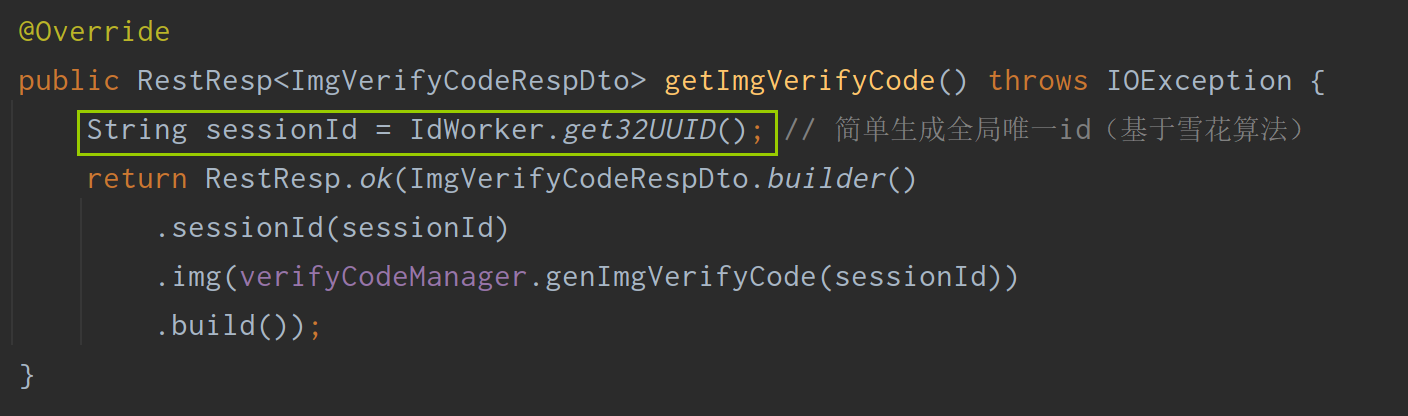 @Override
public RestResp<ImgVerifyCodeRespDto> getImgVerifyCode() throws IOException {
String sessionId = IdWorker.get32UUID(); // 简单生成全局唯一id（基于雪花算法）
return RestResp.ok(ImgVerifyCodeRespDto.builder()
.sessionId(sessionId)
.img(verifyCodeManager.genImgVerifyCode(sessionId))
.build());
}